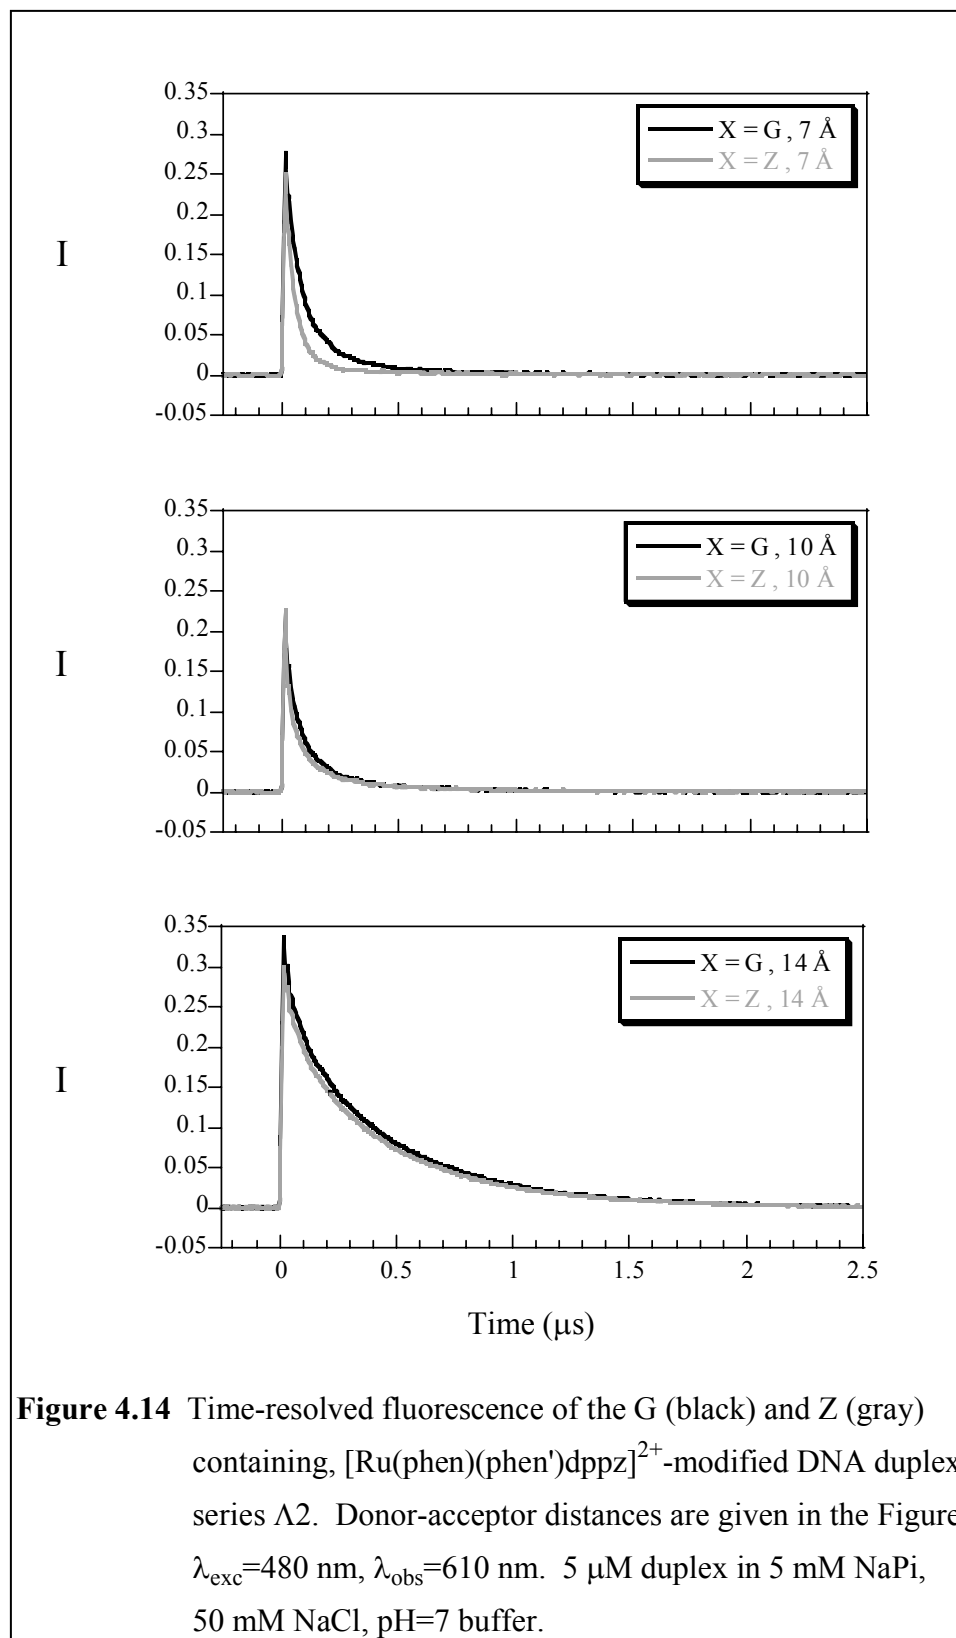 0.35
0.3
0.25
0.2
0.15
0.1
0.05
0
-0.05
I
X = G , 7 Å
X = Z , 7 Å
0.35
0.3
0.25
0.2
0.15
0.1
0.05
0
-0.05
I
X = G , 10 Å
X = Z , 10 Å
0.35
0.3
0.25
0.2
0.15
0.1
0.05
0
-0.05
I
X = G , 14 Å
X = Z , 14 Å
0 0.5 1 1.5 2 2.5
Time (μs)
Figure 4.14 Time-resolved fluorescence of the G (black) and Z (gray)
containing, [Ru(phen)(phen')dppz]²⁺-modified DNA duplex
series Λ2. Donor-acceptor distances are given in the Figure
λexc=480 nm, λobs=610 nm. 5 μM duplex in 5 mM NaPi,
50 mM NaCl, pH=7 buffer.